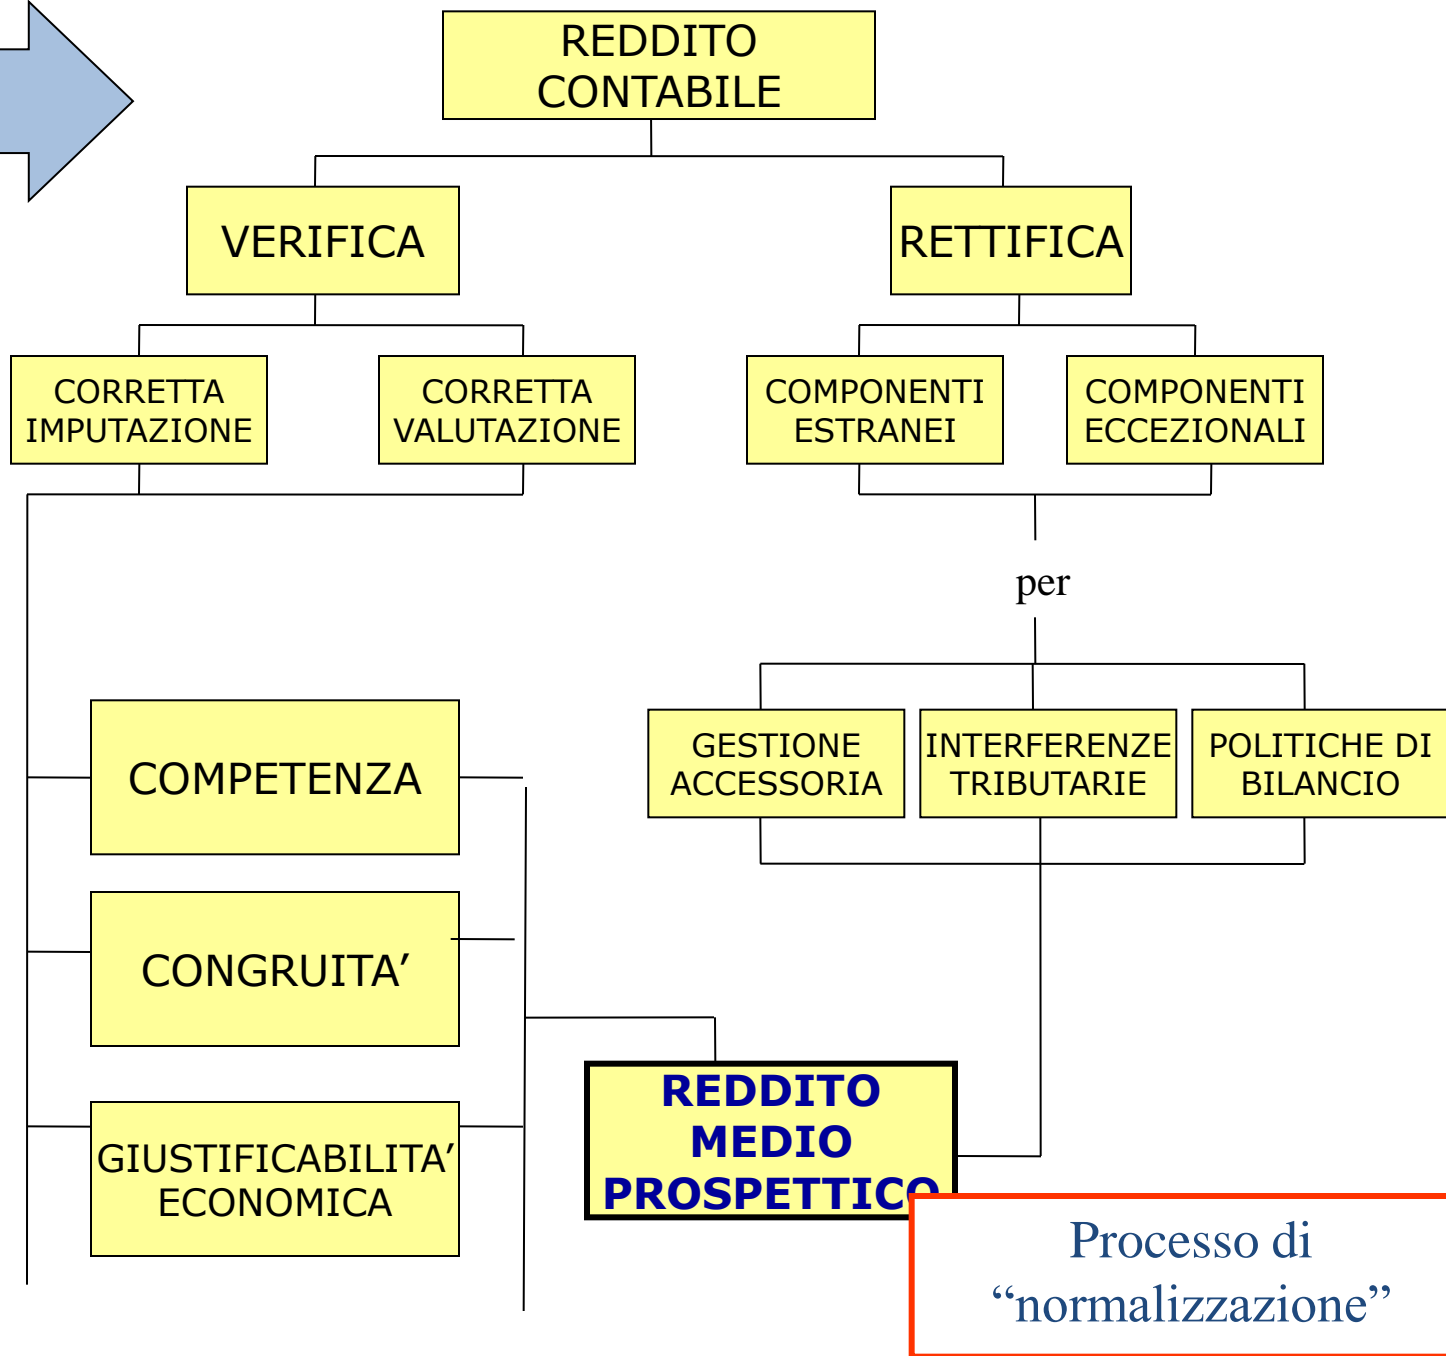 REDDITO
CONTABILE
VERIFICA
RETTIFICA
CORRETTA
IMPUTAZIONE
CORRETTA
VALUTAZIONE
COMPONENTI
ESTRANEI
COMPONENTI
ECCEZIONALI
per
GESTIONE
ACCESSORIA
INTERFERENZE
TRIBUTARIE
POLITICHE DI
BILANCIO
COMPETENZA
CONGRUITA’
GIUSTIFICABILITA’
ECONOMICA
REDDITO
MEDIO
PROSPETTICO
Processo di
“normalizzazione”